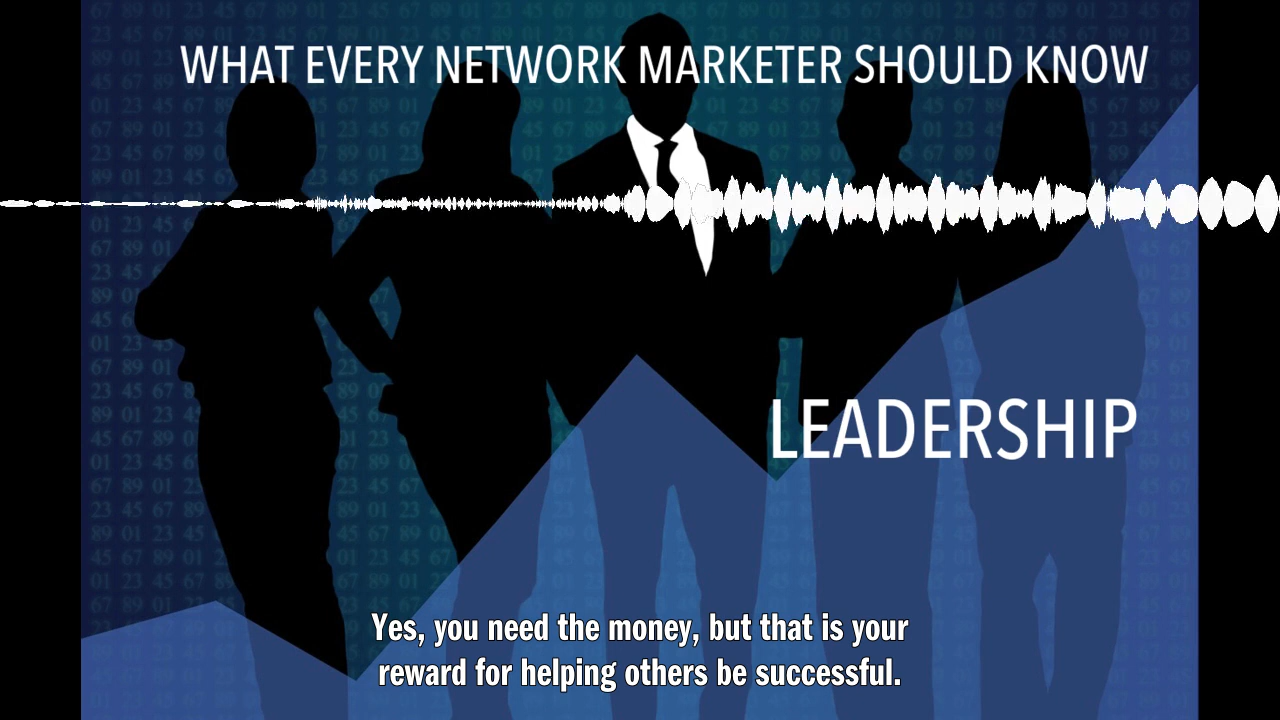 WHAT EVERY NETWORK MARKETER SHOULD KNOW
LEADERSHIP
Yes, you need the money, but that is your
reward for helping others be successful.